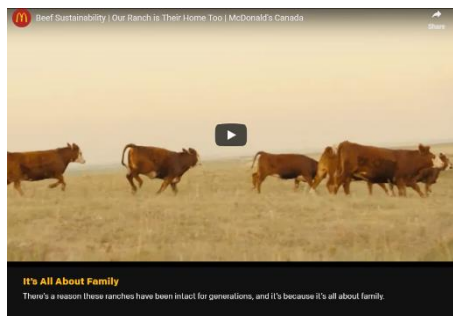 Beef Sustainability | Our Ranch is Their Home Too | McDonald's Canada
Share
It's All About Family
There's a reason these ranches have been intact for generations, and it's because it's all about family.